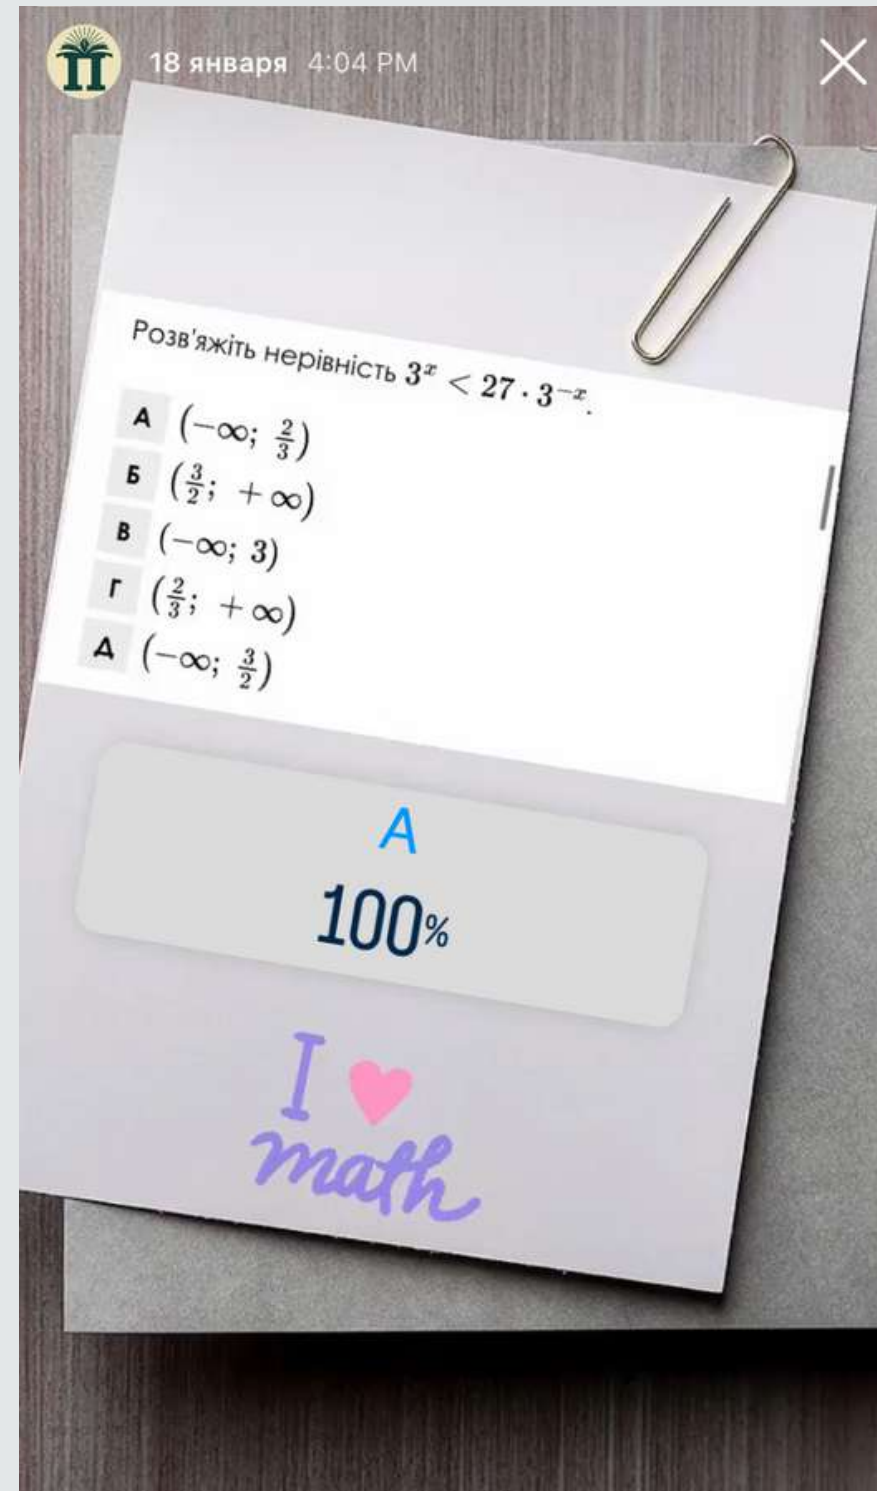 18 января 4:04 PM
Розв'яжіть нерівність 3ˣ < 27 · 3⁻ˣ.
А (−∞; 2/3)
Б (3/2; +∞)
В (−∞; 3)
Г (2/3; +∞)
Д (−∞; 3/2)
А
100%
I ♥
math